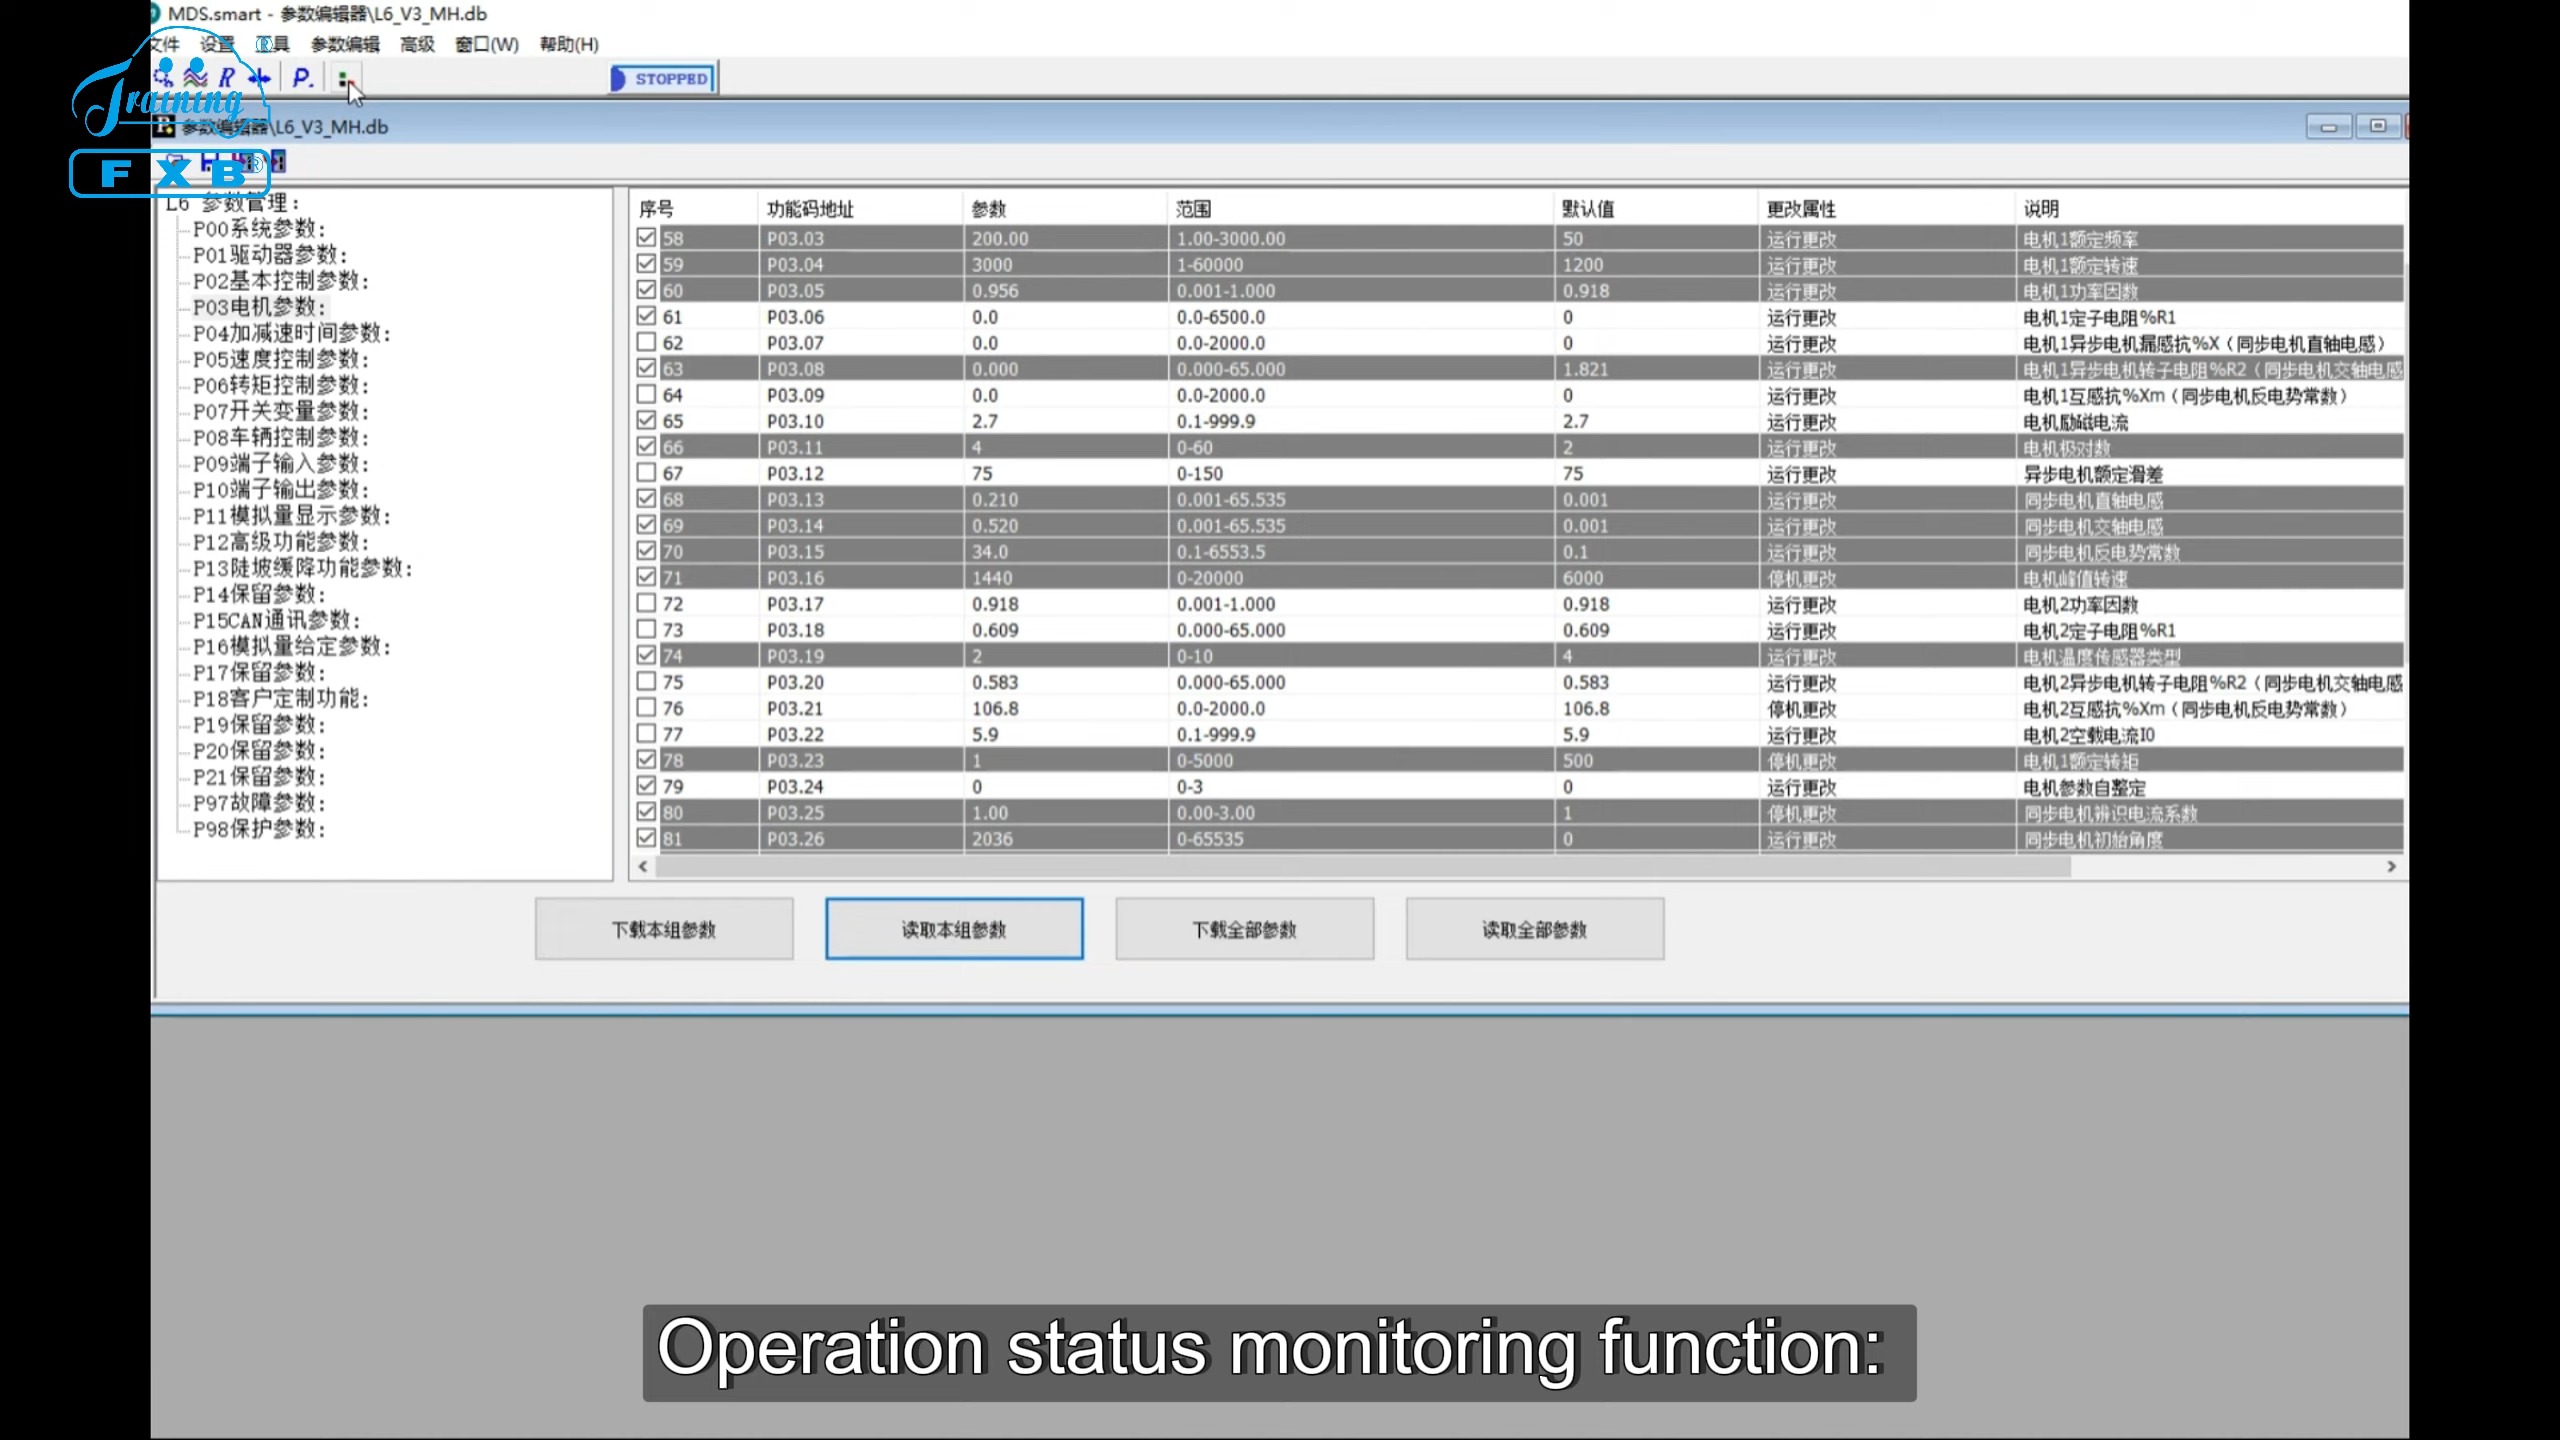 MDS.smart - 参数编辑器\L6_V3_MH.db
文件 设置 工具 参数编辑 高级 窗口(W) 帮助(H)
R P. STOPPED
Training
FXB
参数编辑器\L6_V3_MH.db
L6 参数管理:
P00系统参数:
P01驱动器参数:
P02基本控制参数:
P03电机参数:
P04加减速时间参数:
P05速度控制参数:
P06转矩控制参数:
P07开关变量参数:
P08车辆控制参数:
P09端子输入参数:
P10端子输出参数:
P11模拟量显示参数:
P12高级功能参数:
P13陡坡缓降功能参数:
P14保留参数:
P15CAN通讯参数:
P16模拟量给定参数:
P17保留参数:
P18客户定制功能:
P19保留参数:
P20保留参数:
P21保留参数:
P97故障参数:
P98保护参数:
序号 功能码地址 参数 范围 默认值 更改属性 说明
58 P03.03 200.00 1.00-3000.00 50 运行更改 电机1额定频率
59 P03.04 3000 1-60000 1200 运行更改 电机1额定转速
60 P03.05 0.956 0.001-1.000 0.918 运行更改 电机1功率因数
61 P03.06 0.0 0.0-6500.0 0 运行更改 电机1定子电阻%R1
62 P03.07 0.0 0.0-2000.0 0 运行更改 电机1异步电机漏感抗%X（同步电机直轴电感）
63 P03.08 0.000 0.000-65.000 1.821 运行更改 电机1异步电机转子电阻%R2（同步电机交轴电感
64 P03.09 0.0 0.0-2000.0 0 运行更改 电机1互感抗%Xm（同步电机反电势常数）
65 P03.10 2.7 0.1-999.9 2.7 运行更改 电机励磁电流
66 P03.11 4 0-60 2 运行更改 电机极对数
67 P03.12 75 0-150 75 运行更改 异步电机额定滑差
68 P03.13 0.210 0.001-65.535 0.001 运行更改 同步电机直轴电感
69 P03.14 0.520 0.001-65.535 0.001 运行更改 同步电机交轴电感
70 P03.15 34.0 0.1-6553.5 0.1 运行更改 同步电机反电势常数
71 P03.16 1440 0-20000 6000 停机更改 电机峰值转速
72 P03.17 0.918 0.001-1.000 0.918 运行更改 电机2功率因数
73 P03.18 0.609 0.000-65.000 0.609 运行更改 电机2定子电阻%R1
74 P03.19 2 0-10 4 运行更改 电机温度传感器类型
75 P03.20 0.583 0.000-65.000 0.583 运行更改 电机2异步电机转子电阻%R2（同步电机交轴电感
76 P03.21 106.8 0.0-2000.0 106.8 停机更改 电机2互感抗%Xm（同步电机反电势常数）
77 P03.22 5.9 0.1-999.9 5.9 运行更改 电机2空载电流I0
78 P03.23 1 0-5000 500 停机更改 电机1额定转矩
79 P03.24 0 0-3 0 运行更改 电机参数自整定
80 P03.25 1.00 0.00-3.00 1 停机更改 同步电机辨识电流系数
81 P03.26 2036 0-65535 0 运行更改 同步电机初始角度
下载本组参数 读取本组参数 下载全部参数 读取全部参数
Operation status monitoring function: